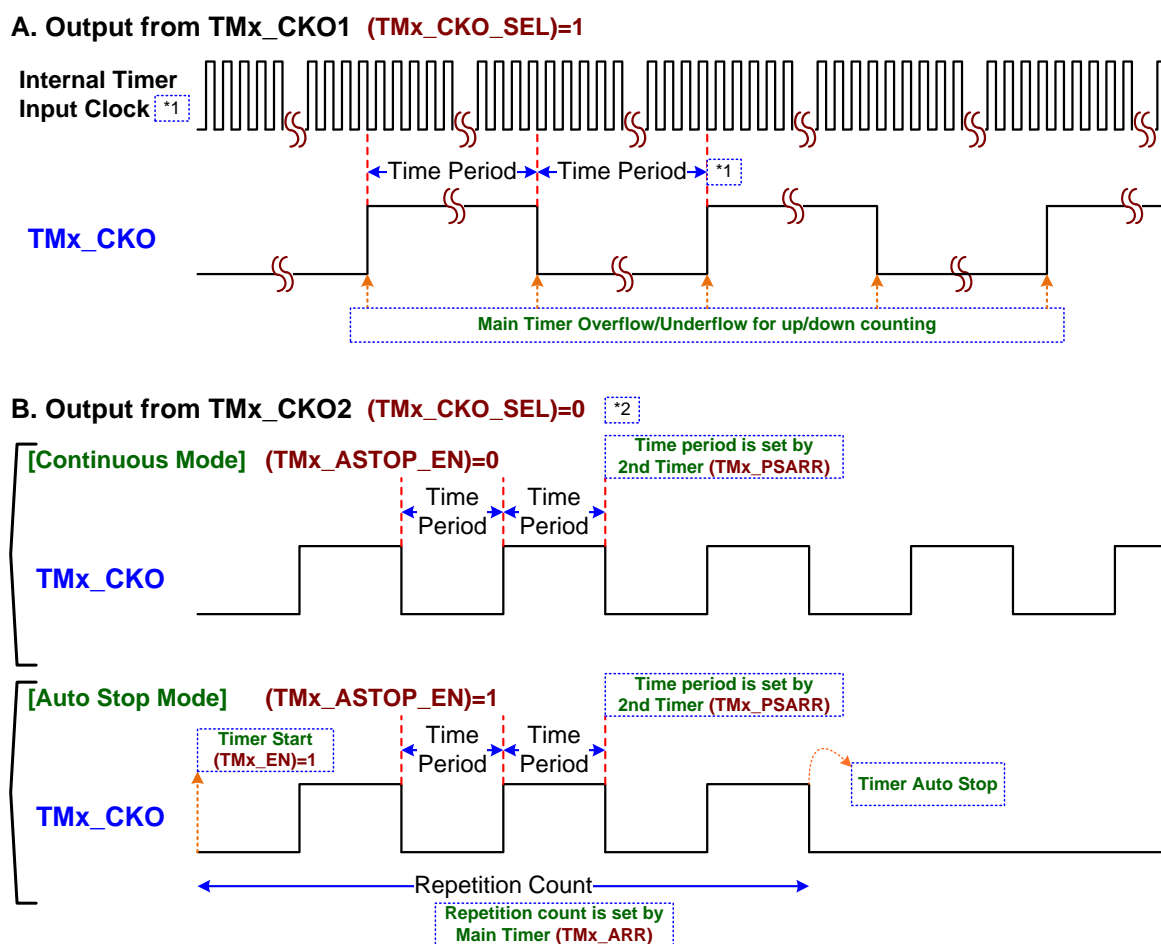 A. Output from TMx_CKO1 (TMx_CKO_SEL)=1
Internal Timer
Input Clock *1
Time Period Time Period *1
TMx_CKO
Main Timer Overflow/Underflow for up/down counting
B. Output from TMx_CKO2 (TMx_CKO_SEL)=0 *2
[Continuous Mode] (TMx_ASTOP_EN)=0
Time period is set by
2nd Timer (TMx_PSARR)
Time
Period
Time
Period
TMx_CKO
[Auto Stop Mode] (TMx_ASTOP_EN)=1
Time period is set by
2nd Timer (TMx_PSARR)
Timer Start
(TMx_EN)=1
Time
Period
Time
Period
Timer Auto Stop
TMx_CKO
Repetition Count
Repetition count is set by
Main Timer (TMx_ARR)